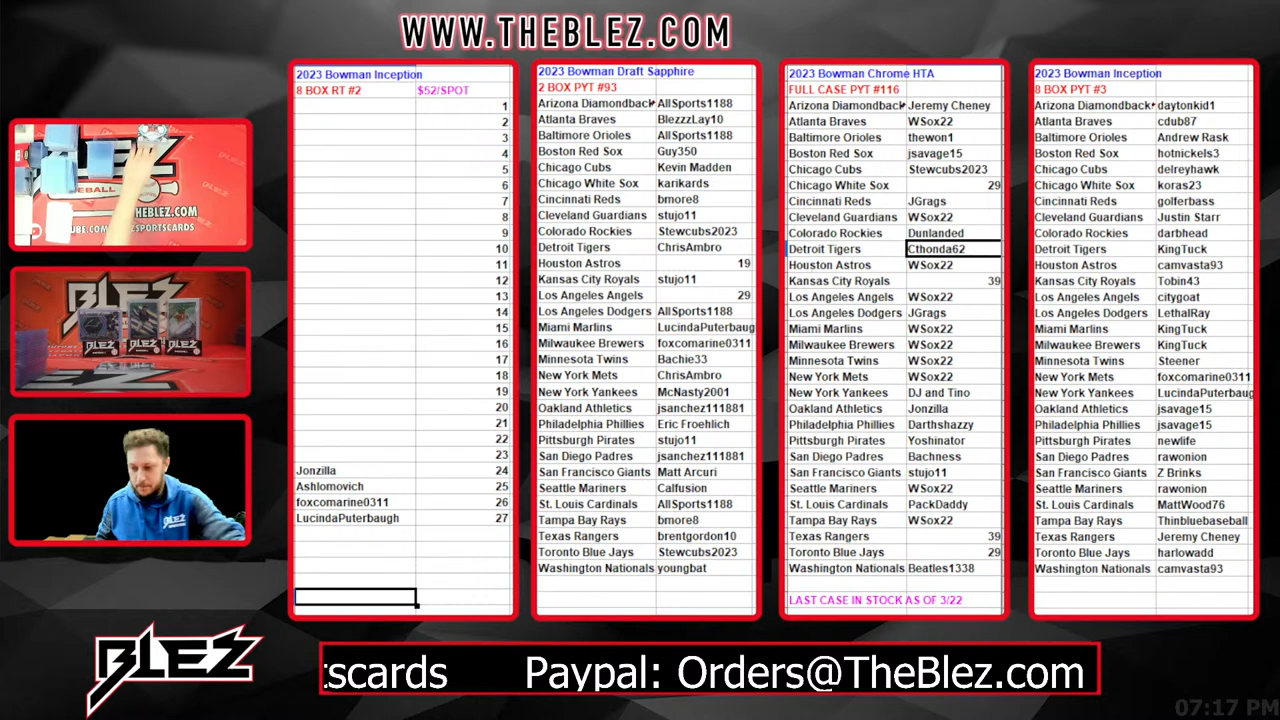 WWW.THEBLEZ.COM
2023 Bowman Inception
8 BOX RT #2 $52/SPOT
1
2
3
4
5
6
7
8
9
10
11
12
13
14
15
16
17
18
19
20
21
22
23
Jonzilla 24
Ashlomovich 25
foxcomarine0311 26
LucindaPuterbaugh 27
2023 Bowman Draft Sapphire
2 BOX PYT #93
Arizona Diamondback AllSports1188
Atlanta Braves BlezzzLay10
Baltimore Orioles AllSports1188
Boston Red Sox Guy350
Chicago Cubs Kevin Madden
Chicago White Sox karikards
Cincinnati Reds bmore8
Cleveland Guardians stujo11
Colorado Rockies Stewcubs2023
Detroit Tigers ChrisAmbro
Houston Astros 19
Kansas City Royals stujo11
Los Angeles Angels 29
Los Angeles Dodgers AllSports1188
Miami Marlins LucindaPuterbaug
Milwaukee Brewers foxcomarine0311
Minnesota Twins Bachie33
New York Mets ChrisAmbro
New York Yankees McNasty2001
Oakland Athletics jsanchez111881
Philadelphia Phillies Eric Froehlich
Pittsburgh Pirates stujo11
San Diego Padres jsanchez111881
San Francisco Giants Matt Arcuri
Seattle Mariners Calfusion
St. Louis Cardinals AllSports1188
Tampa Bay Rays bmore8
Texas Rangers brentgordon10
Toronto Blue Jays Stewcubs2023
Washington Nationals youngbat
2023 Bowman Chrome HTA
FULL CASE PYT #116
Arizona Diamondback Jeremy Cheney
Atlanta Braves WSox22
Baltimore Orioles thewon1
Boston Red Sox jsavage15
Chicago Cubs Stewcubs2023
Chicago White Sox 29
Cincinnati Reds JGrags
Cleveland Guardians WSox22
Colorado Rockies Dunlanded
Detroit Tigers Cthonda62
Houston Astros WSox22
Kansas City Royals 39
Los Angeles Angels WSox22
Los Angeles Dodgers JGrags
Miami Marlins WSox22
Milwaukee Brewers WSox22
Minnesota Twins WSox22
New York Mets WSox22
New York Yankees DJ and Tino
Oakland Athletics Jonzilla
Philadelphia Phillies Darthshazzy
Pittsburgh Pirates Yoshinator
San Diego Padres Bachness
San Francisco Giants stujo11
Seattle Mariners WSox22
St. Louis Cardinals PackDaddy
Tampa Bay Rays WSox22
Texas Rangers 39
Toronto Blue Jays 29
Washington Nationals Beatles1338
LAST CASE IN STOCK AS OF 3/22
2023 Bowman Inception
8 BOX PYT #3
Arizona Diamondback daytonkid1
Atlanta Braves cdub87
Baltimore Orioles Andrew Rask
Boston Red Sox hotnickels3
Chicago Cubs delreyhawk
Chicago White Sox koras23
Cincinnati Reds golferbass
Cleveland Guardians Justin Starr
Colorado Rockies darbhead
Detroit Tigers KingTuck
Houston Astros camvasta93
Kansas City Royals Tobin43
Los Angeles Angels citygoat
Los Angeles Dodgers LethalRay
Miami Marlins KingTuck
Milwaukee Brewers KingTuck
Minnesota Twins Steener
New York Mets foxcomarine0311
New York Yankees LucindaPuterbaug
Oakland Athletics jsavage15
Philadelphia Phillies jsavage15
Pittsburgh Pirates newlife
San Diego Padres rawonion
San Francisco Giants Z Brinks
Seattle Mariners rawonion
St. Louis Cardinals MattWood76
Tampa Bay Rays Thinbluebaseball
Texas Rangers Jeremy Cheney
Toronto Blue Jays harlowadd
Washington Nationals camvasta93
BLEZ
tscards Paypal: Orders@TheBlez.com
07:17 PM